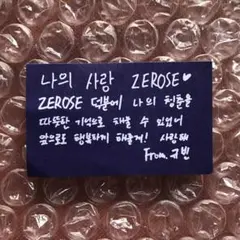 나의 사랑 ZEROSE♥
ZEROSE 덕분에 나의 청춘을
따뜻한 기억으로 채울 수 있었어
앞으로도 행복하게 해줄게! 사랑해
From. 규빈